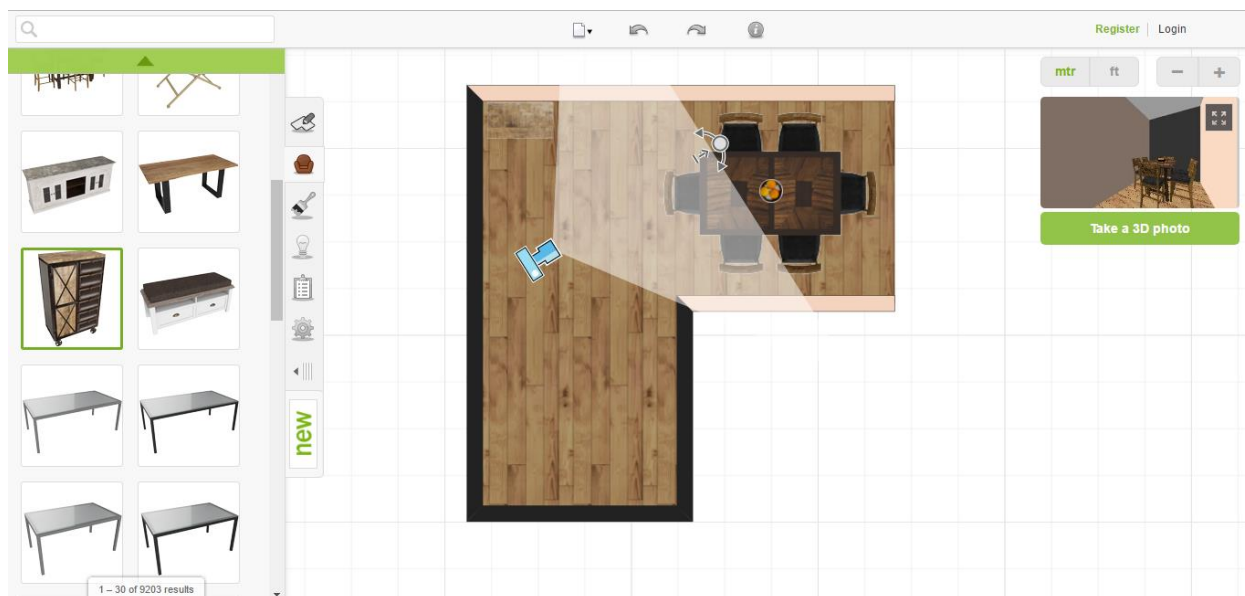 Register
Login
mtr ft
Take a 3D photo
new
1 – 30 of 9203 results